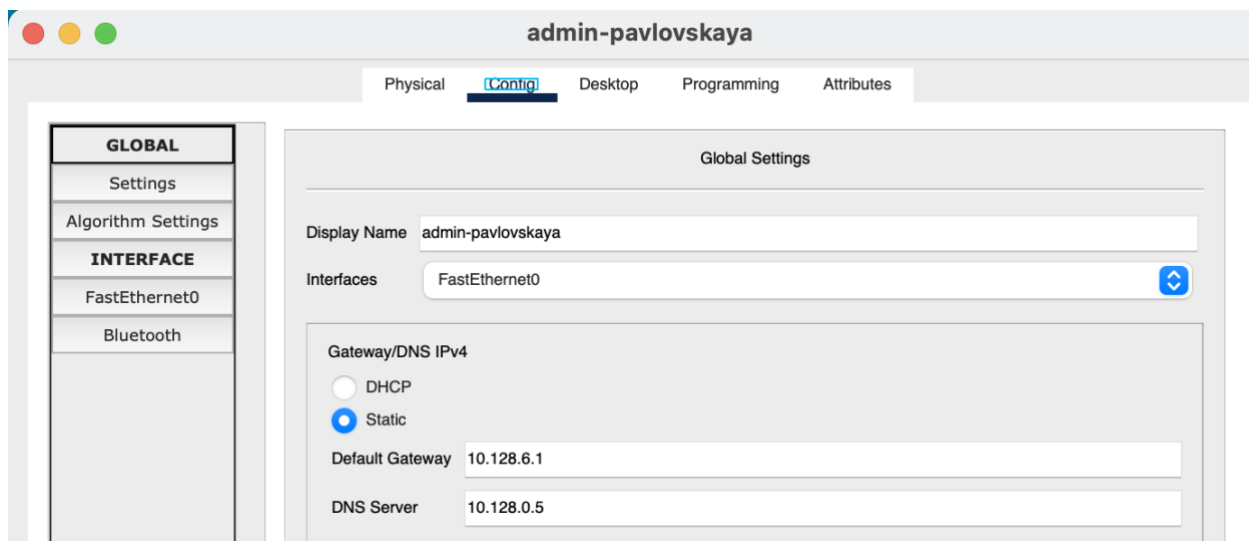 admin-pavlovskaya
Physical Config Desktop Programming Attributes
GLOBAL
Settings
Algorithm Settings
INTERFACE
FastEthernet0
Bluetooth
Global Settings
Display Name admin-pavlovskaya
Interfaces FastEthernet0
Gateway/DNS IPv4
DHCP
Static
Default Gateway 10.128.6.1
DNS Server 10.128.0.5